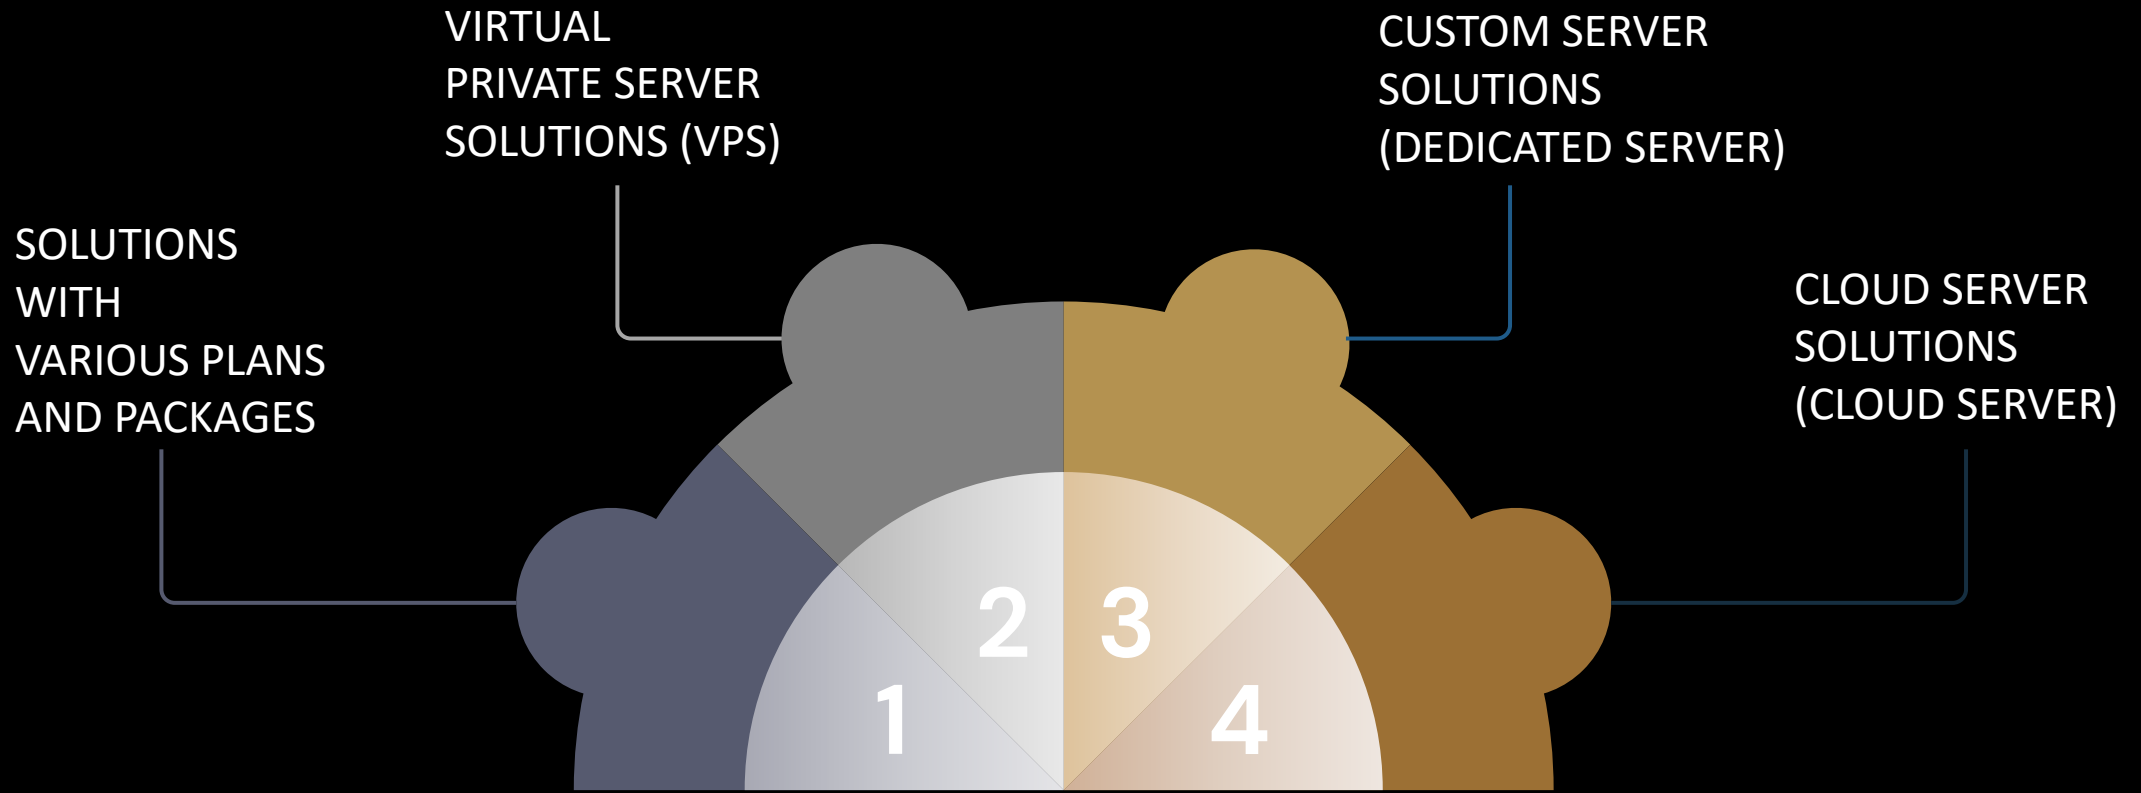 SOLUTIONS
WITH
VARIOUS PLANS
AND PACKAGES
VIRTUAL
PRIVATE SERVER
SOLUTIONS (VPS)
CUSTOM SERVER
SOLUTIONS
(DEDICATED SERVER)
CLOUD SERVER
SOLUTIONS
(CLOUD SERVER)
1
2
3
4